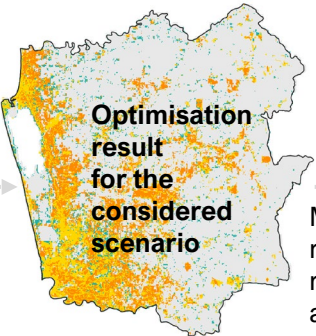 Optimisation
result
for the
considered
scenario